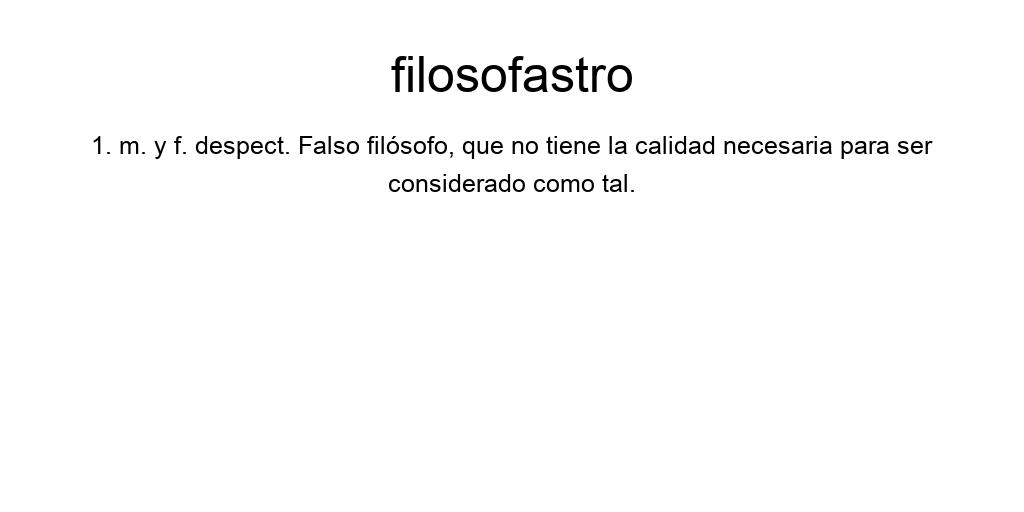 filosofastro
1. m. y f. despect. Falso filósofo, que no tiene la calidad necesaria para ser
considerado como tal.